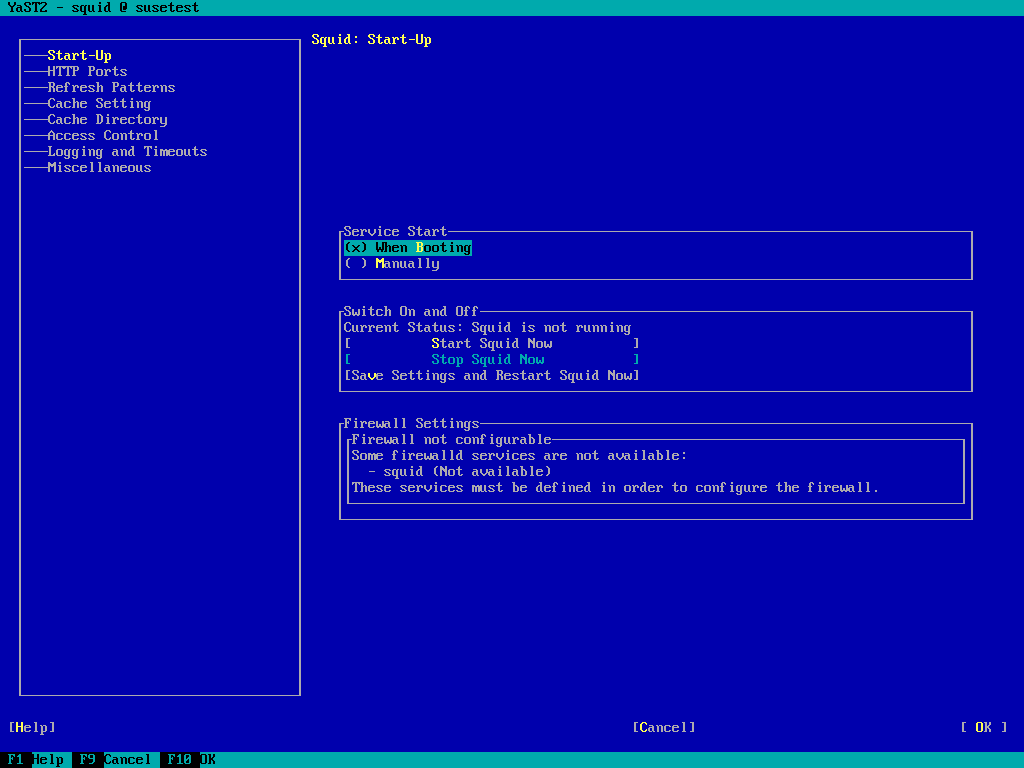 YaST2 - squid @ susetest
Squid: Start-Up
Start-Up
HTTP Ports
Refresh Patterns
Cache Setting
Cache Directory
Access Control
Logging and Timeouts
Miscellaneous
Service Start
(x) When Booting
( ) Manually
Switch On and Off
Current Status: Squid is not running
[          Start Squid Now          ]
[          Stop Squid Now           ]
[Save Settings and Restart Squid Now]
Firewall Settings
Firewall not configurable
Some firewalld services are not available:
- squid (Not available)
These services must be defined in order to configure the firewall.
[Help] [Cancel] [ OK ]
F1 Help F9 Cancel F10 OK